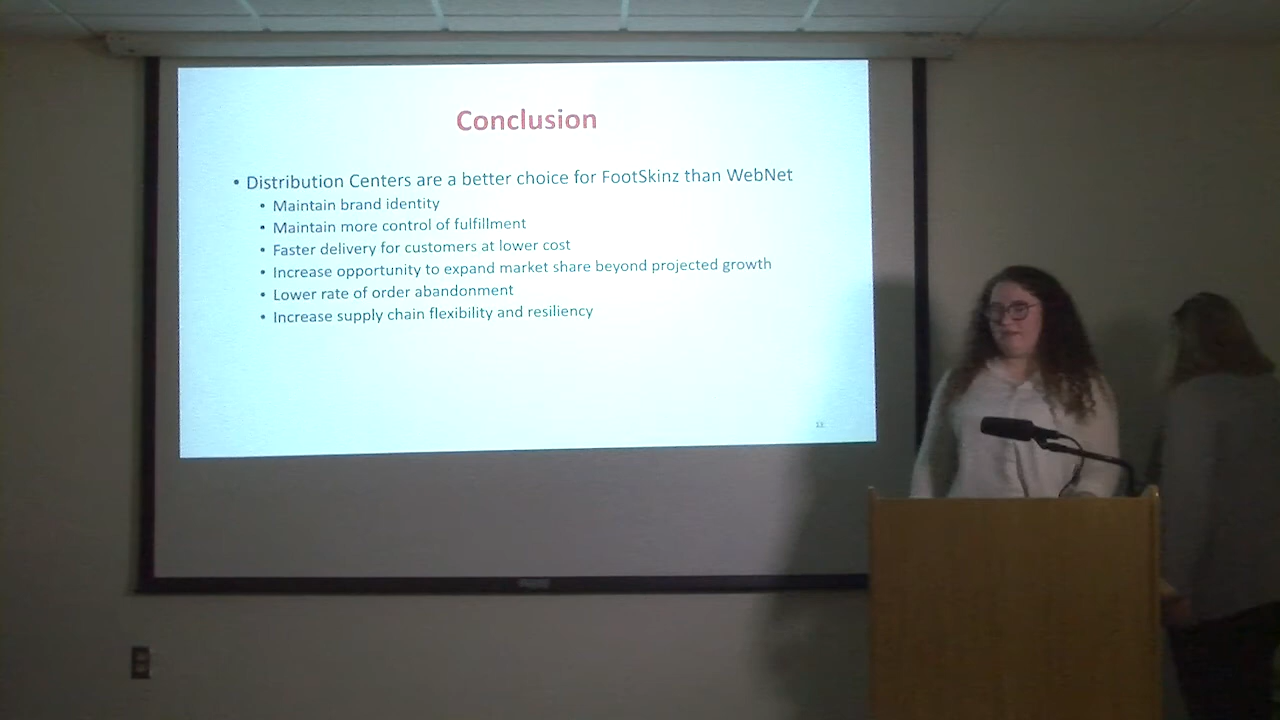 Conclusion
• Distribution Centers are a better choice for FootSkinz than WebNet
• Maintain brand identity
• Maintain more control of fulfillment
• Faster delivery for customers at lower cost
• Increase opportunity to expand market share beyond projected growth
• Lower rate of order abandonment
• Increase supply chain flexibility and resiliency